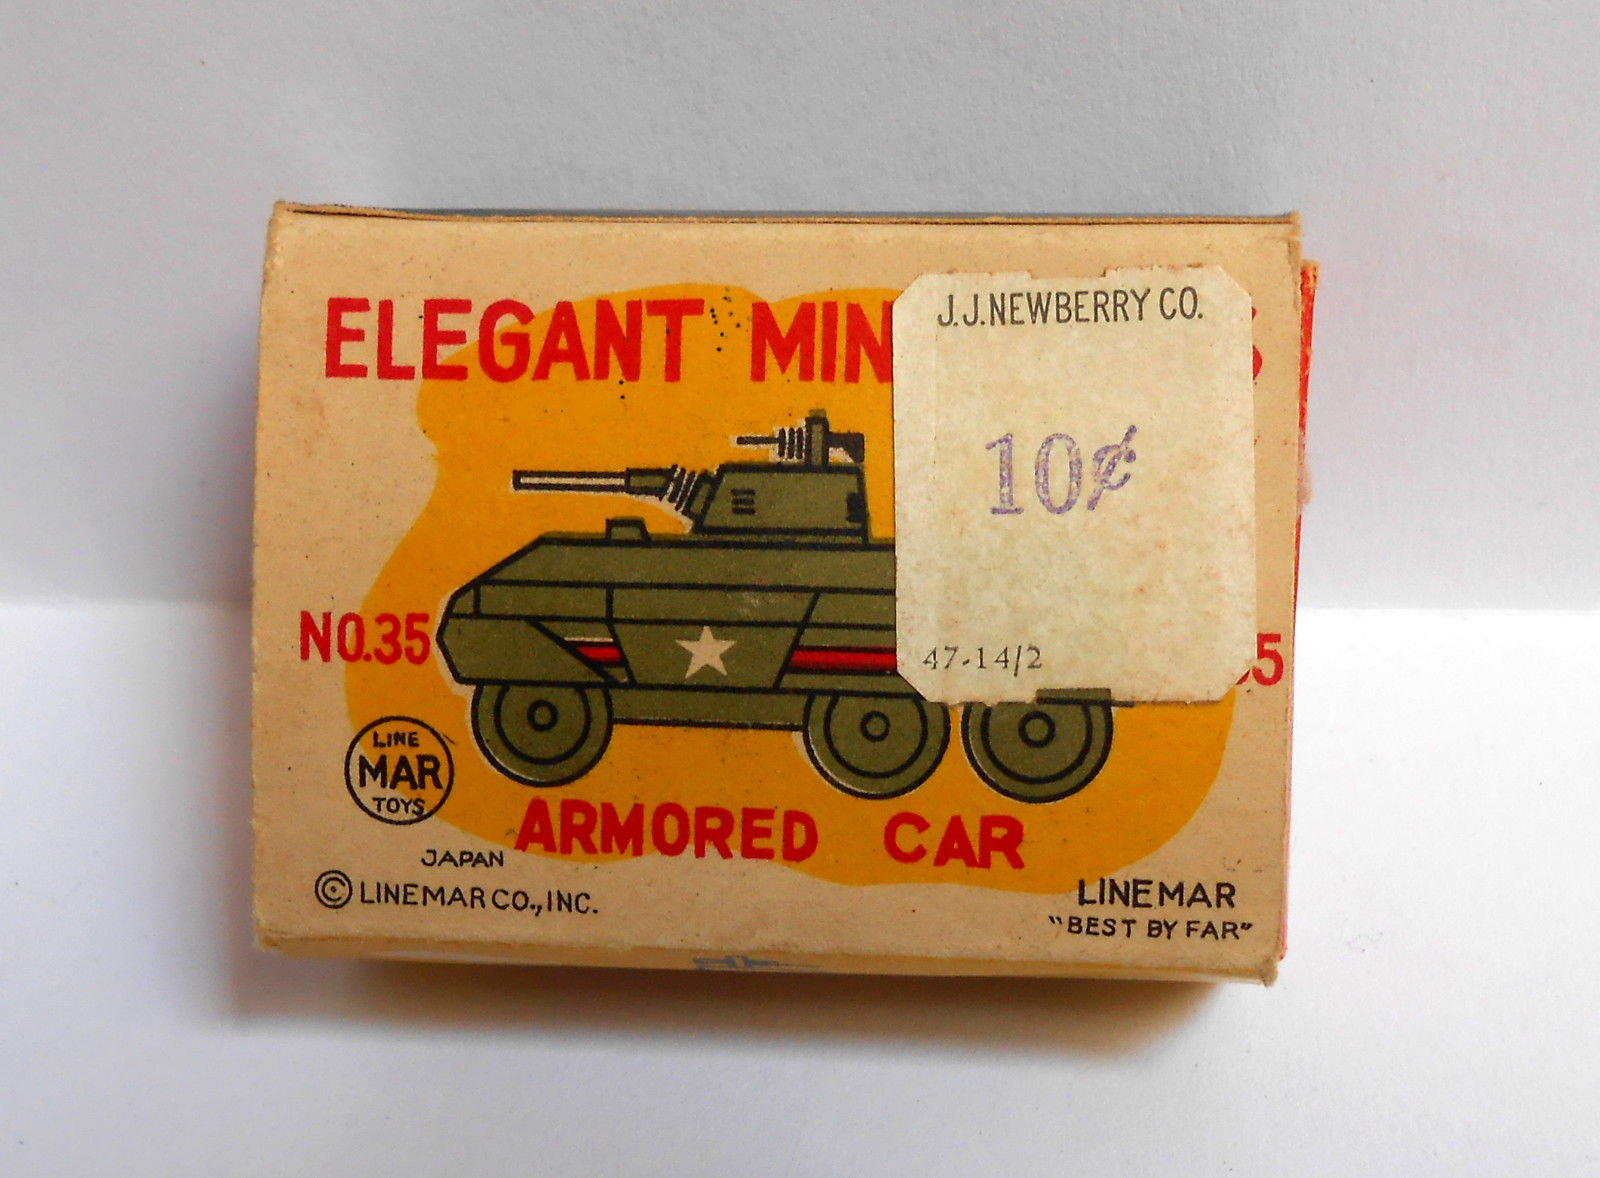 ELEGANT MIN
J.J.NEWBERRY CO.
10¢
47-14/2
NO.35
5
LINE
MAR
TOYS
ARMORED CAR
JAPAN
© LINEMAR CO., INC.
LINEMAR
"BEST BY FAR"